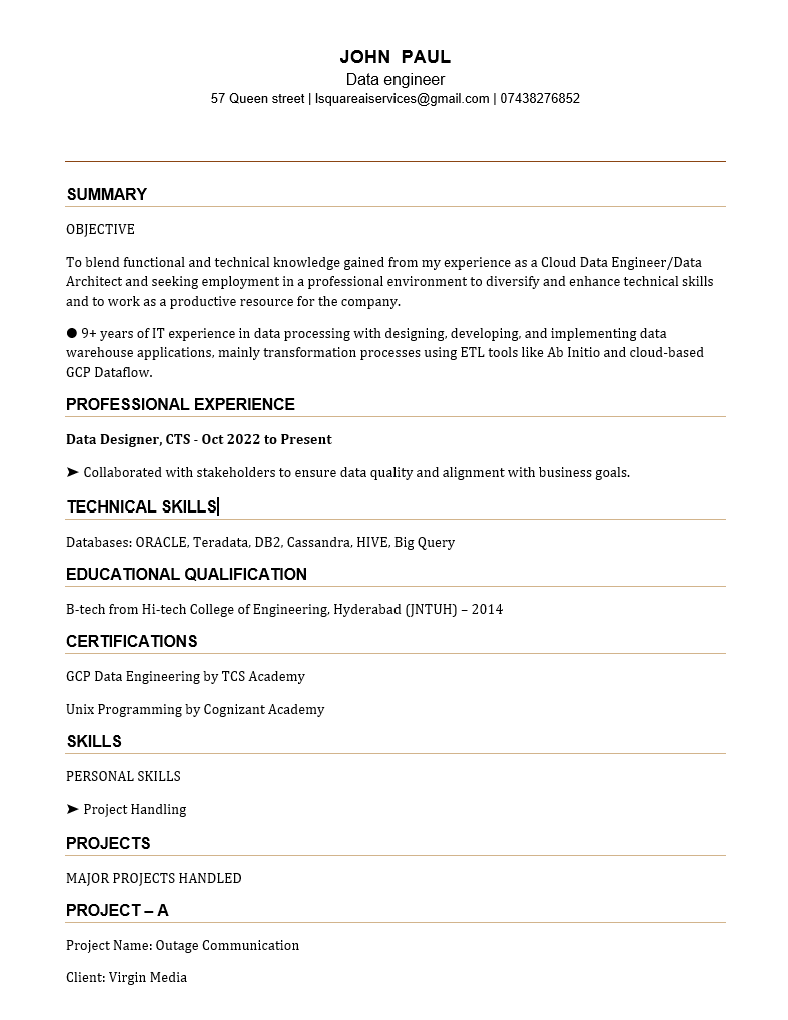 JOHN PAUL
Data engineer
57 Queen street | lsquareaiservices@gmail.com | 07438276852
SUMMARY
OBJECTIVE
To blend functional and technical knowledge gained from my experience as a Cloud Data Engineer/Data
Architect and seeking employment in a professional environment to diversify and enhance technical skills
and to work as a productive resource for the company.
● 9+ years of IT experience in data processing with designing, developing, and implementing data
warehouse applications, mainly transformation processes using ETL tools like Ab Initio and cloud-based
GCP Dataflow.
PROFESSIONAL EXPERIENCE
Data Designer, CTS - Oct 2022 to Present
➤ Collaborated with stakeholders to ensure data quality and alignment with business goals.
TECHNICAL SKILLS
Databases: ORACLE, Teradata, DB2, Cassandra, HIVE, Big Query
EDUCATIONAL QUALIFICATION
B-tech from Hi-tech College of Engineering, Hyderabad (JNTUH) – 2014
CERTIFICATIONS
GCP Data Engineering by TCS Academy
Unix Programming by Cognizant Academy
SKILLS
PERSONAL SKILLS
➤ Project Handling
PROJECTS
MAJOR PROJECTS HANDLED
PROJECT – A
Project Name: Outage Communication
Client: Virgin Media